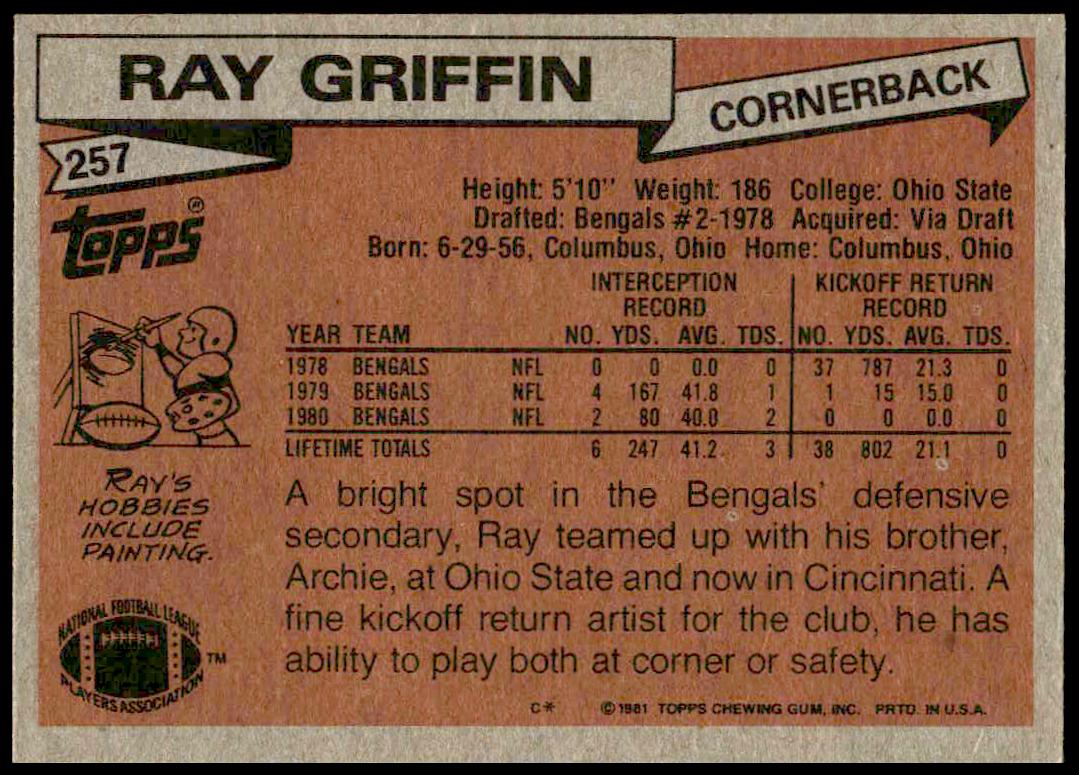 RAY GRIFFIN
CORNERBACK
257
topps®
Height: 5'10" Weight: 186 College: Ohio State
Drafted: Bengals #2-1978 Acquired: Via Draft
Born: 6-29-56, Columbus, Ohio Home: Columbus, Ohio
INTERCEPTION RECORD KICKOFF RETURN RECORD
YEAR TEAM NO. YDS. AVG. TDS. NO. YDS. AVG. TDS.
1978 BENGALS NFL 0 0 0.0 0 37 787 21.3 0
1979 BENGALS NFL 4 167 41.8 1 1 15 15.0 0
1980 BENGALS NFL 2 80 40.0 2 0 0 0.0 0
LIFETIME TOTALS 6 247 41.2 3 38 802 21.1 0
RAY'S
HOBBIES
INCLUDE
PAINTING.
A bright spot in the Bengals' defensive
secondary, Ray teamed up with his brother,
Archie, at Ohio State and now in Cincinnati. A
fine kickoff return artist for the club, he has
ability to play both at corner or safety.
NATIONAL FOOTBALL LEAGUE
PLAYERS ASSOCIATION
TM
C* © 1981 TOPPS CHEWING GUM, INC. PRTD. IN U.S.A.